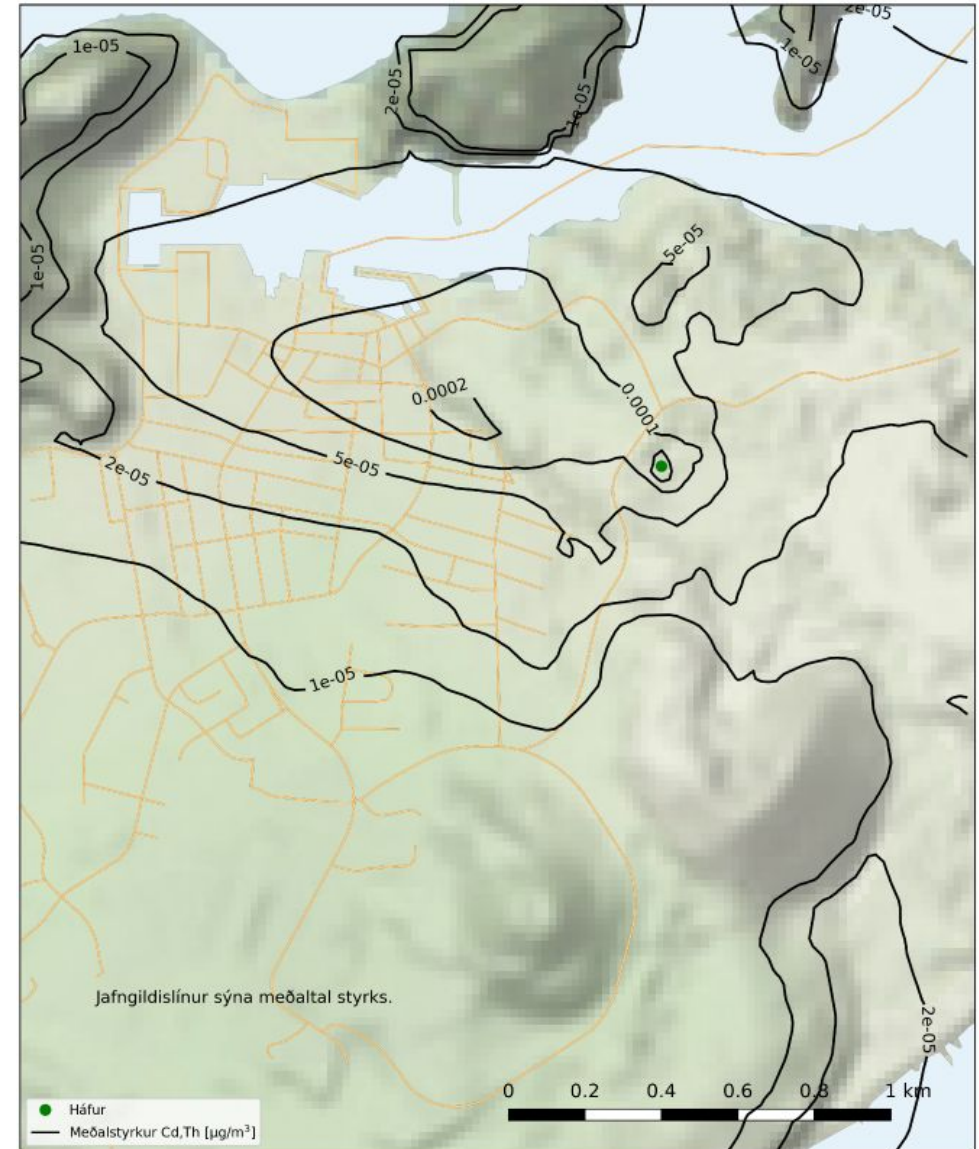 2e-05
1e-05
1e-05
2e-05
1e-05
5e-05
1e-05
0.0002
0.0001
5e-05
2e-05
1e-05
Jafngildislínur sýna meðaltal styrks.
2e-05
0 0.2 0.4 0.6 0.8 1 km
Háfur
Meðalstyrkur Cd,Th [µg/m³]